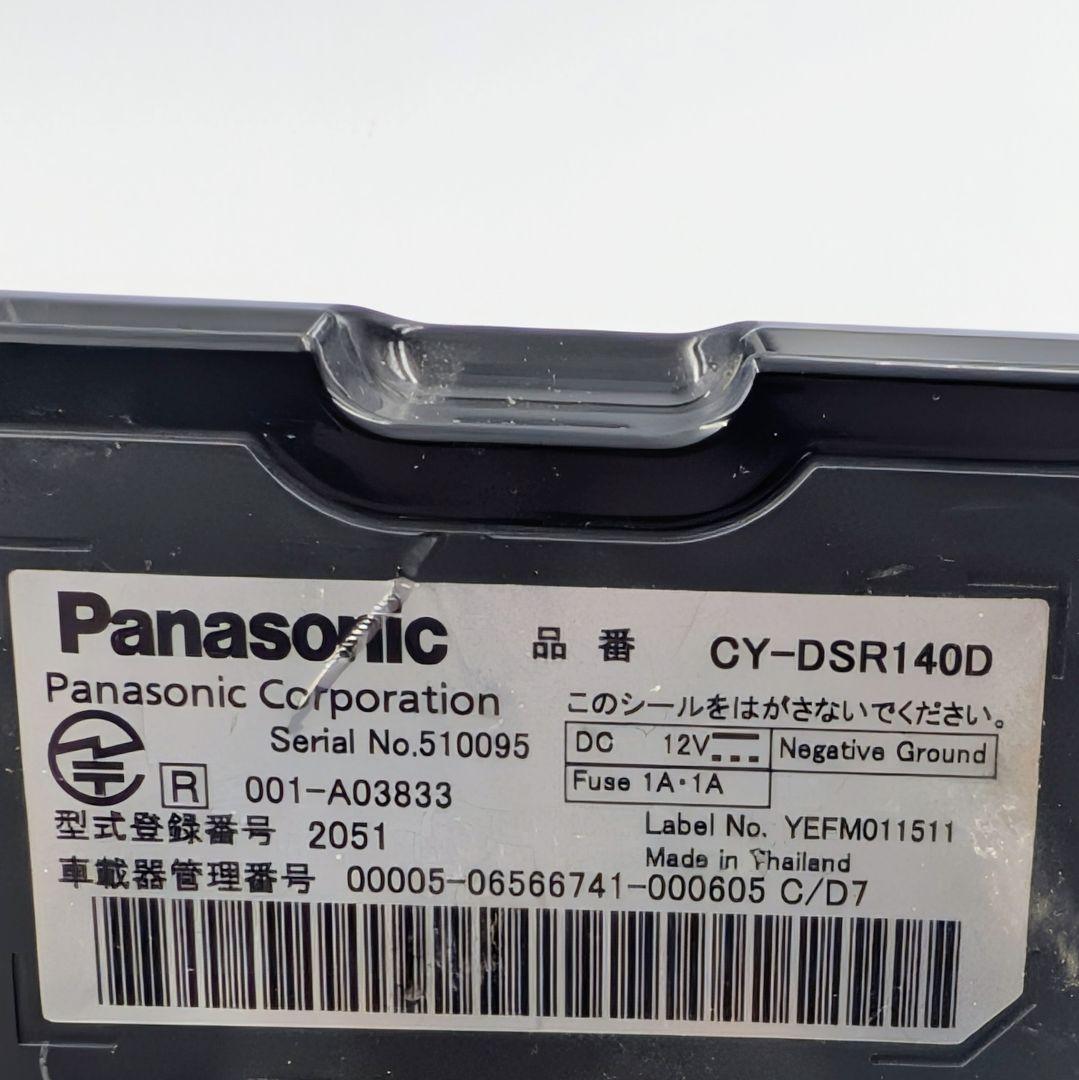 Panasonic 品番 CY-DSR140D
Panasonic Corporation このシールをはがさないでください。
Serial No.510095 DC 12V Negative Ground
R 001-A03833 Fuse 1A・1A
型式登録番号 2051 Label No. YEFM011511
Made in Thailand
車載器管理番号 00005-06566741-000605 C/D7